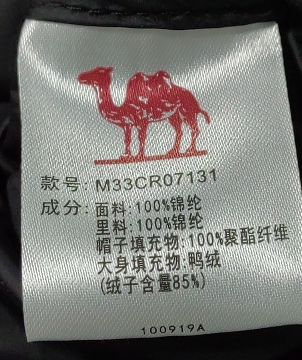 款号: M33CR07131
成分: 面料:100%锦纶
里料:100%锦纶
帽子填充物:100%聚酯纤维
大身填充物:鸭绒
(绒子含量85%)
100919A